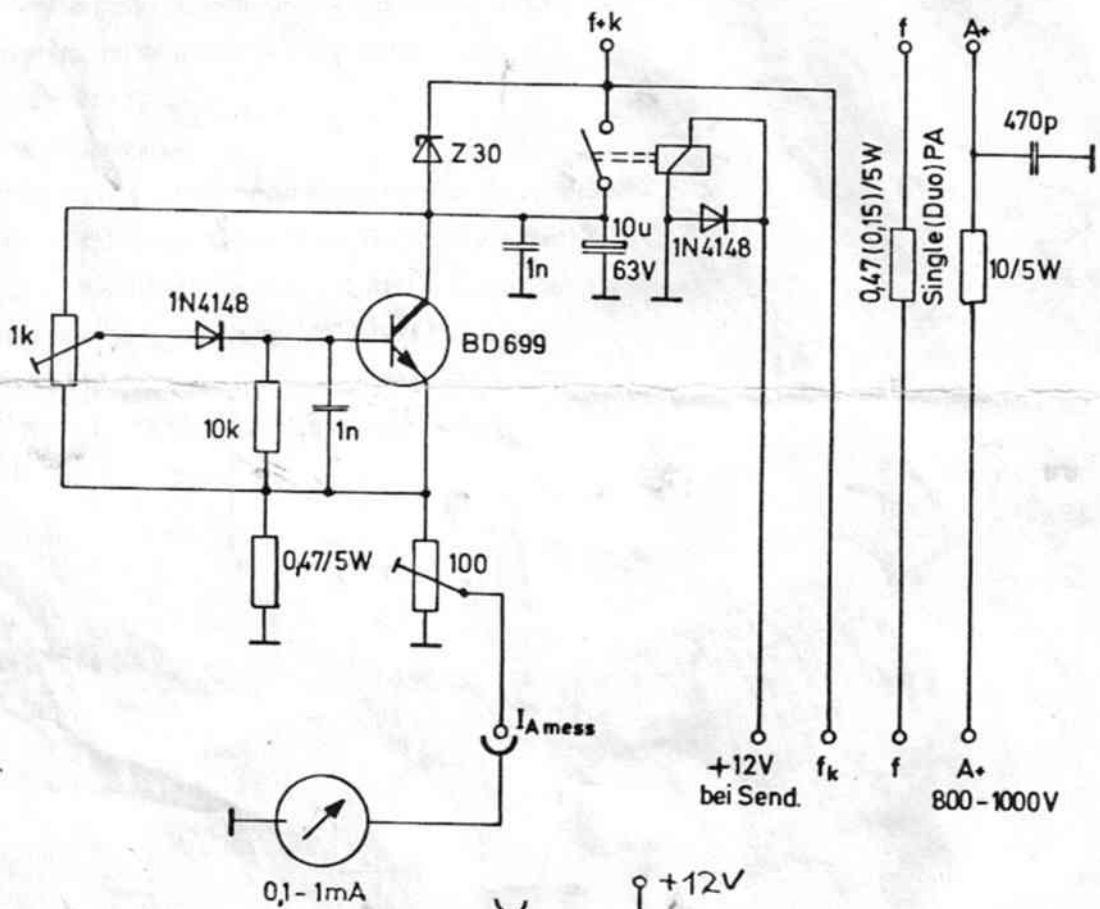 f+k
f
A+
470p
Z 30
0,47(0,15)/5W
Single(Duo)PA
10/5W
10u
63V
1n
1N4148
1N4148
1k
BD699
10k
1n
0,47/5W
100
IA mess
+12V
bei Send.
fk
f
A+
800-1000V
0,1-1mA
+12V